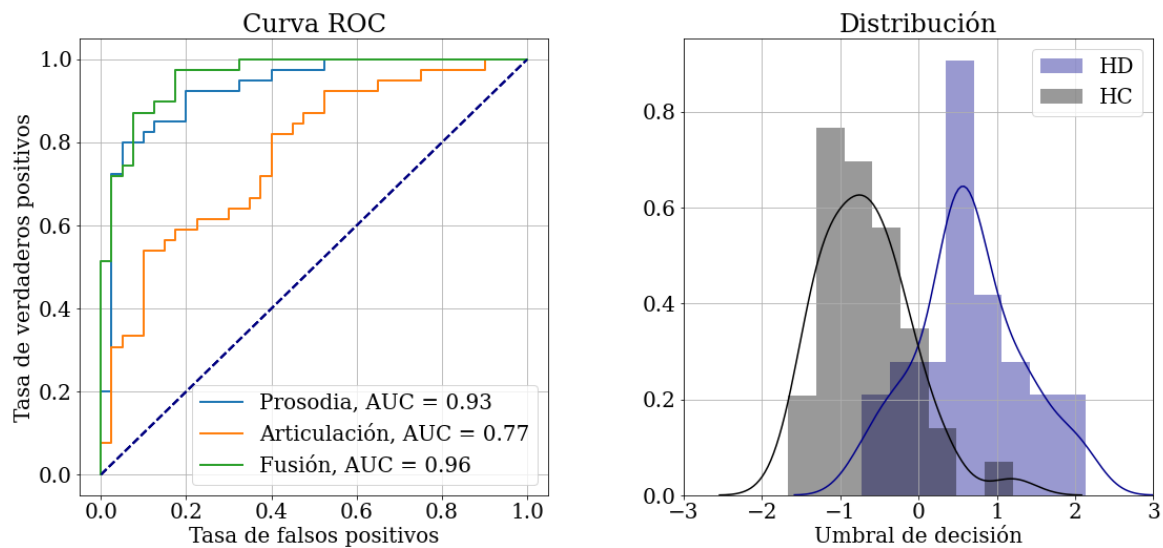 Curva ROC
Tasa de verdaderos positivos
1.0
0.8
0.6
0.4
0.2
0.0
Prosodia, AUC = 0.93
Articulación, AUC = 0.77
Fusión, AUC = 0.96
0.0 0.2 0.4 0.6 0.8 1.0
Tasa de falsos positivos
Distribución
HD
HC
0.8
0.6
0.4
0.2
0.0
−3 −2 −1 0 1 2 3
Umbral de decisión